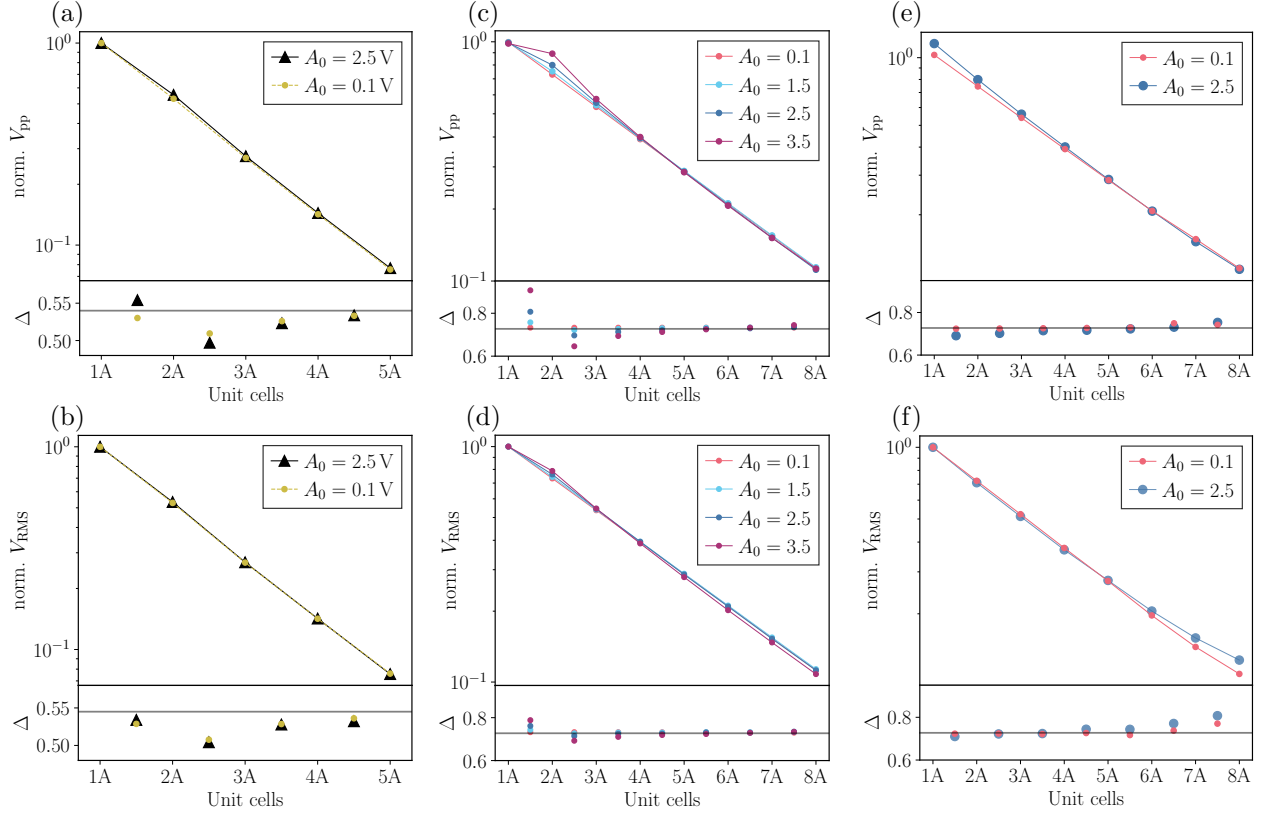 (a)
norm. V_pp
10^0
10^{-1}
A_0 = 2.5 V
A_0 = 0.1 V
Δ
0.55
0.50
1A 2A 3A 4A 5A
Unit cells
(c)
norm. V_pp
10^0
10^{-1}
A_0 = 0.1
A_0 = 1.5
A_0 = 2.5
A_0 = 3.5
Δ
0.8
0.6
1A 2A 3A 4A 5A 6A 7A 8A
Unit cells
(e)
norm. V_pp
10^0
A_0 = 0.1
A_0 = 2.5
Δ
0.8
0.6
1A 2A 3A 4A 5A 6A 7A 8A
Unit cells
(b)
norm. V_RMS
10^0
10^{-1}
A_0 = 2.5 V
A_0 = 0.1 V
Δ
0.55
0.50
1A 2A 3A 4A 5A
Unit cells
(d)
norm. V_RMS
10^0
10^{-1}
A_0 = 0.1
A_0 = 1.5
A_0 = 2.5
A_0 = 3.5
Δ
0.8
0.6
1A 2A 3A 4A 5A 6A 7A 8A
Unit cells
(f)
norm. V_RMS
10^0
A_0 = 0.1
A_0 = 2.5
Δ
0.8
0.6
1A 2A 3A 4A 5A 6A 7A 8A
Unit cells